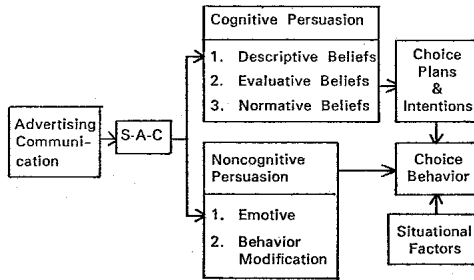 Cognitive Persuasion
1. Descriptive Beliefs
2. Evaluative Beliefs
3. Normative Beliefs
Choice
Plans
&
Intentions
Advertising
Communi-
cation
S-A-C
Noncognitive
Persuasion
1. Emotive
2. Behavior
Modification
Choice
Behavior
Situational
Factors